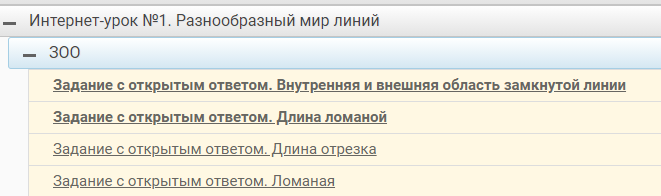 Интернет-урок №1. Разнообразный мир линий
ЗОО
Задание с открытым ответом. Внутренняя и внешняя область замкнутой линии
Задание с открытым ответом. Длина ломаной
Задание с открытым ответом. Длина отрезка
Задание с открытым ответом. Ломаная